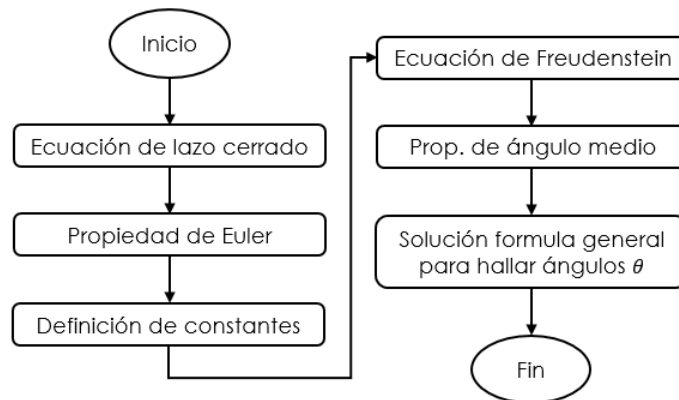 Inicio
Ecuación de lazo cerrado
Propiedad de Euler
Definición de constantes
Ecuación de Freudenstein
Prop. de ángulo medio
Solución formula general
para hallar ángulos θ
Fin